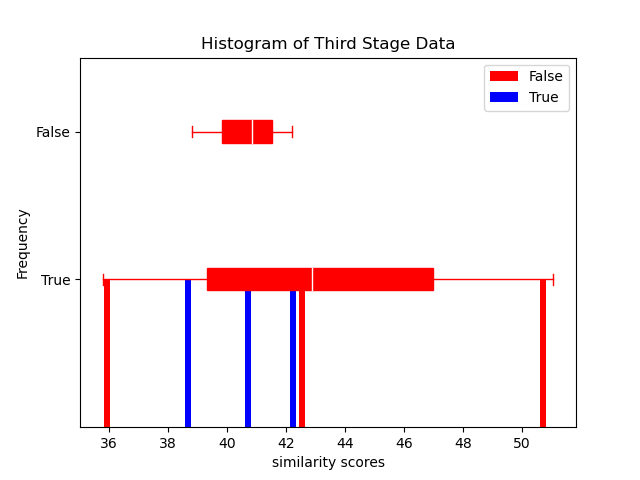 Histogram of Third Stage Data
False
True
False
True
Frequency
36 38 40 42 44 46 48 50
similarity scores